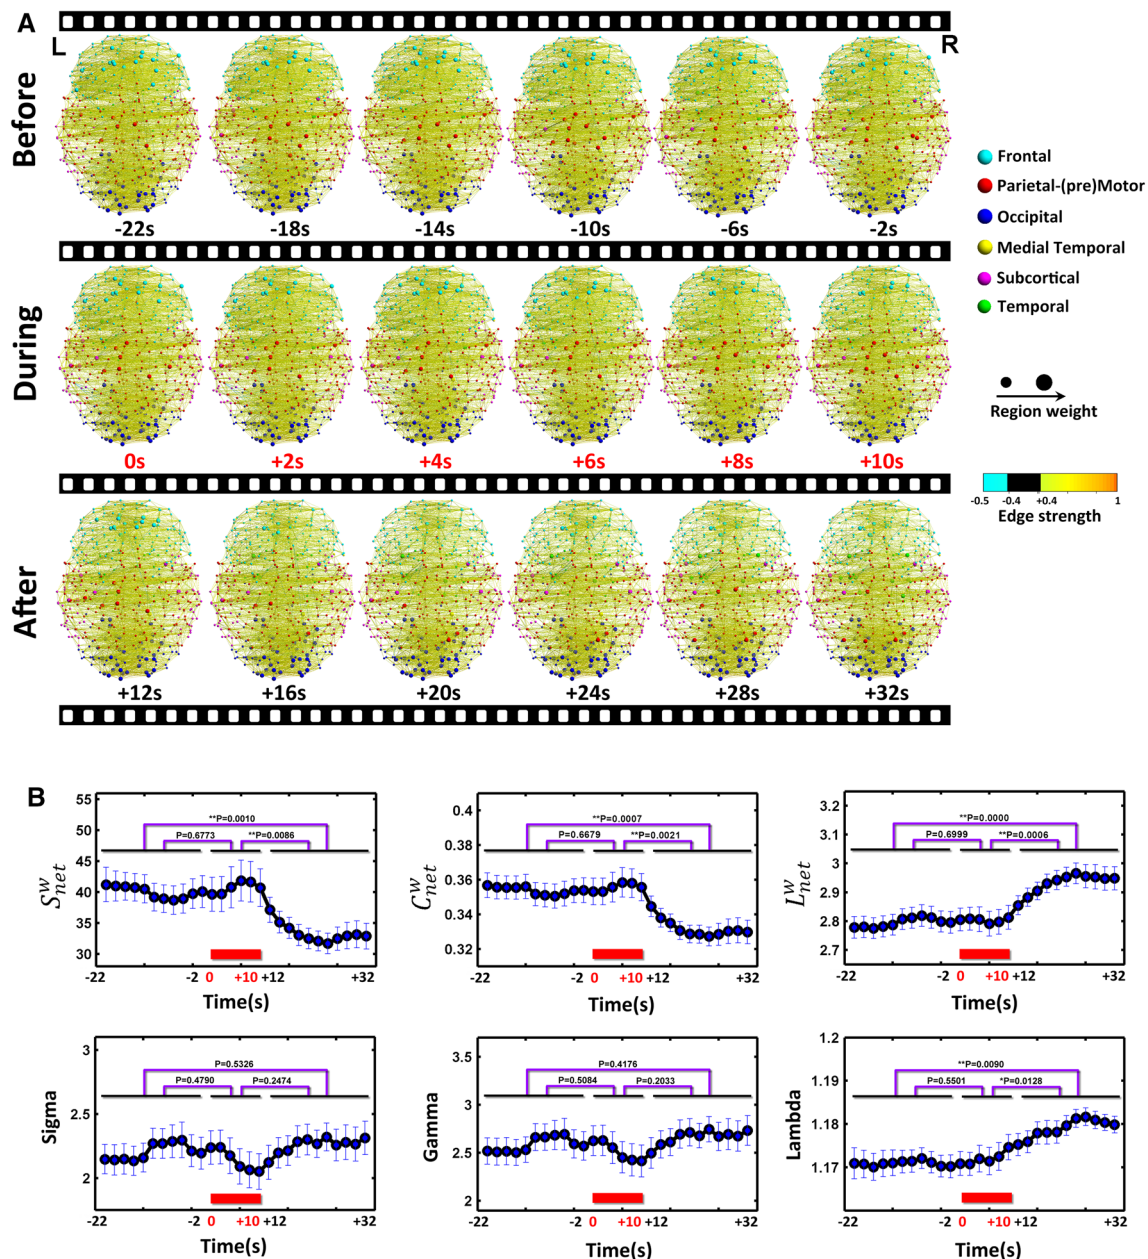 A
L
R
Before
-22s -18s -14s -10s -6s -2s
During
0s +2s +4s +6s +8s +10s
After
+12s +16s +20s +24s +28s +32s
Frontal
Parietal-(pre)Motor
Occipital
Medial Temporal
Subcortical
Temporal
Region weight
-0.5 -0.4 +0.4 1
Edge strength
B
S^w_net
55
50
45
40
35
30
**P=0.0010
P=0.6773 **P=0.0086
-22 -2 0 +10 +12 +32
Time(s)
C^w_net
0.4
0.38
0.36
0.34
0.32
**P=0.0007
P=0.6679 **P=0.0021
-22 -2 0 +10 +12 +32
Time(s)
L^w_net
3.2
3.1
3
2.9
2.8
2.7
**P=0.0000
P=0.6999 **P=0.0006
-22 -2 0 +10 +12 +32
Time(s)
Sigma
3
2.5
2
P=0.5326
P=0.4790 P=0.2474
-22 -2 0 +10 +12 +32
Time(s)
Gamma
3.5
3
2.5
2
P=0.4176
P=0.5084 P=0.2033
-22 -2 0 +10 +12 +32
Time(s)
Lambda
1.2
1.19
1.18
1.17
**P=0.0090
P=0.5501 *P=0.0128
-22 -2 0 +10 +12 +32
Time(s)